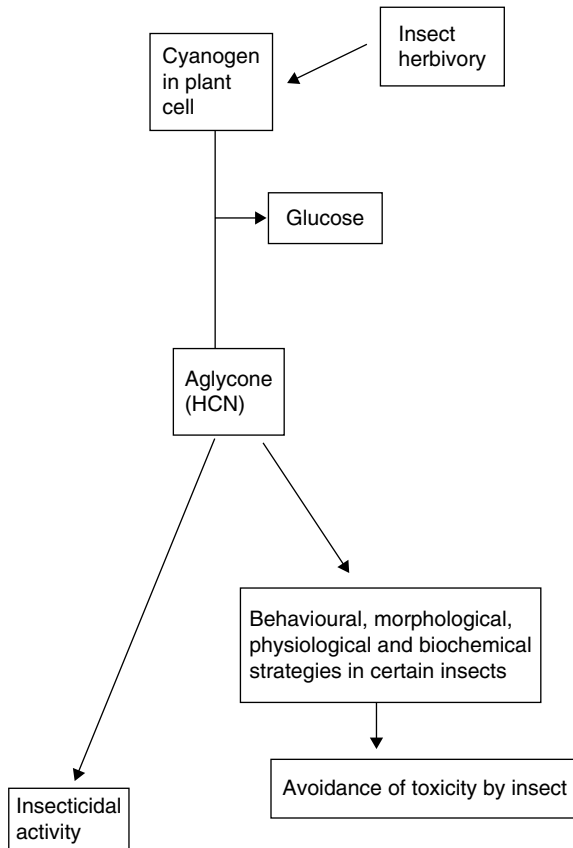 Insect
herbivory
Cyanogen
in plant
cell
Glucose
Aglycone
(HCN)
Behavioural, morphological,
physiological and biochemical
strategies in certain insects
Avoidance of toxicity by insect
Insecticidal
activity